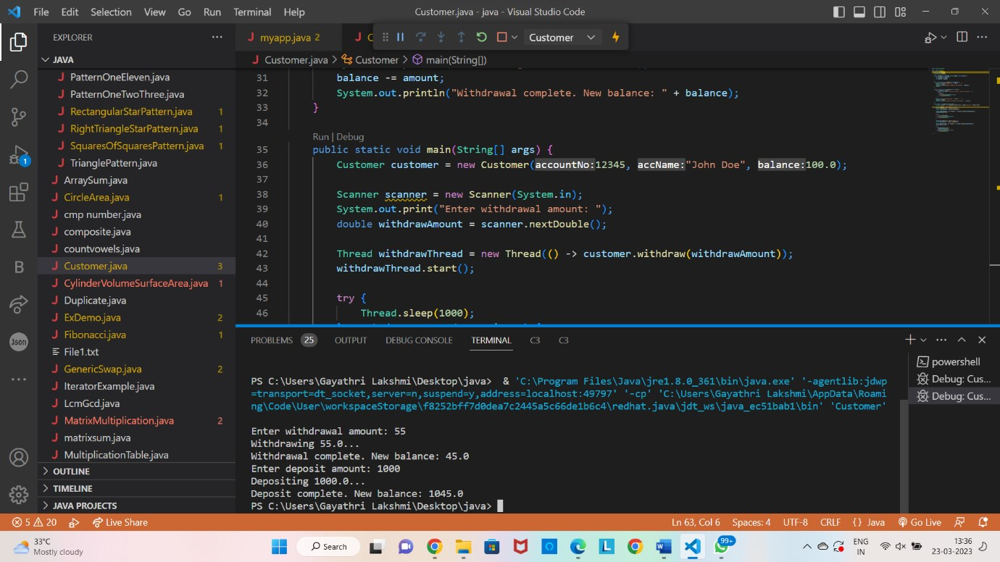 File Edit Selection View Go Run Terminal Help
Customer.java - java - Visual Studio Code
EXPLORER
JAVA
PatternOneEleven.java
PatternOneTwoThree.java
RectangularStarPattern.java 1
RightTriangleStarPattern.java 1
SquaresOfSquaresPattern.java 1
TrianglePattern.java
ArraySum.java
CircleArea.java 1
cmp number.java
composite.java
countvowels.java
Customer.java 3
CylinderVolumeSurfaceArea.java 1
Duplicate.java
ExDemo.java 2
Fibonacci.java 1
File1.txt
GenericSwap.java 2
IteratorExample.java
LcmGcd.java
MatrixMultiplication.java 2
matrixsum.java
MultiplicationTable.java
OUTLINE
TIMELINE
JAVA PROJECTS
1
B
Json
myapp.java 2
C
Customer
Customer.java > Customer > main(String[])
31 balance -= amount;
32 System.out.println("Withdrawal complete. New balance: " + balance);
33 }
34
Run | Debug
35 public static void main(String[] args) {
36 Customer customer = new Customer(accountNo:12345, accName:"John Doe", balance:100.0);
37
38 Scanner scanner = new Scanner(System.in);
39 System.out.print("Enter withdrawal amount: ");
40 double withdrawAmount = scanner.nextDouble();
41
42 Thread withdrawThread = new Thread(() -> customer.withdraw(withdrawAmount));
43 withdrawThread.start();
44
45 try {
46 Thread.sleep(1000);
PROBLEMS 25 OUTPUT DEBUG CONSOLE TERMINAL C3 C3
PS C:\Users\Gayathri Lakshmi\Desktop\java>  & 'C:\Program Files\Java\jre1.8.0_361\bin\java.exe' '-agentlib:jdwp
=transport=dt_socket,server=n,suspend=y,address=localhost:49797' '-cp' 'C:\Users\Gayathri Lakshmi\AppData\Roami
ng\Code\User\workspaceStorage\f8252bff7d0dea7c2445a5c66de1b6c4\redhat.java\jdt_ws\java_ec51bab1\bin' 'Customer'
Enter withdrawal amount: 55
Withdrawing 55.0...
Withdrawal complete. New balance: 45.0
Enter deposit amount: 1000
Depositing 1000.0...
Deposit complete. New balance: 1045.0
PS C:\Users\Gayathri Lakshmi\Desktop\java>
powershell
Debug: Cus...
Debug: Cus...
5 20 Live Share
Ln 63, Col 6 Spaces: 4 UTF-8 CRLF {} Java Go Live
33°C
Mostly cloudy
Search
L
99+
ENG
IN
13:36
23-03-2023